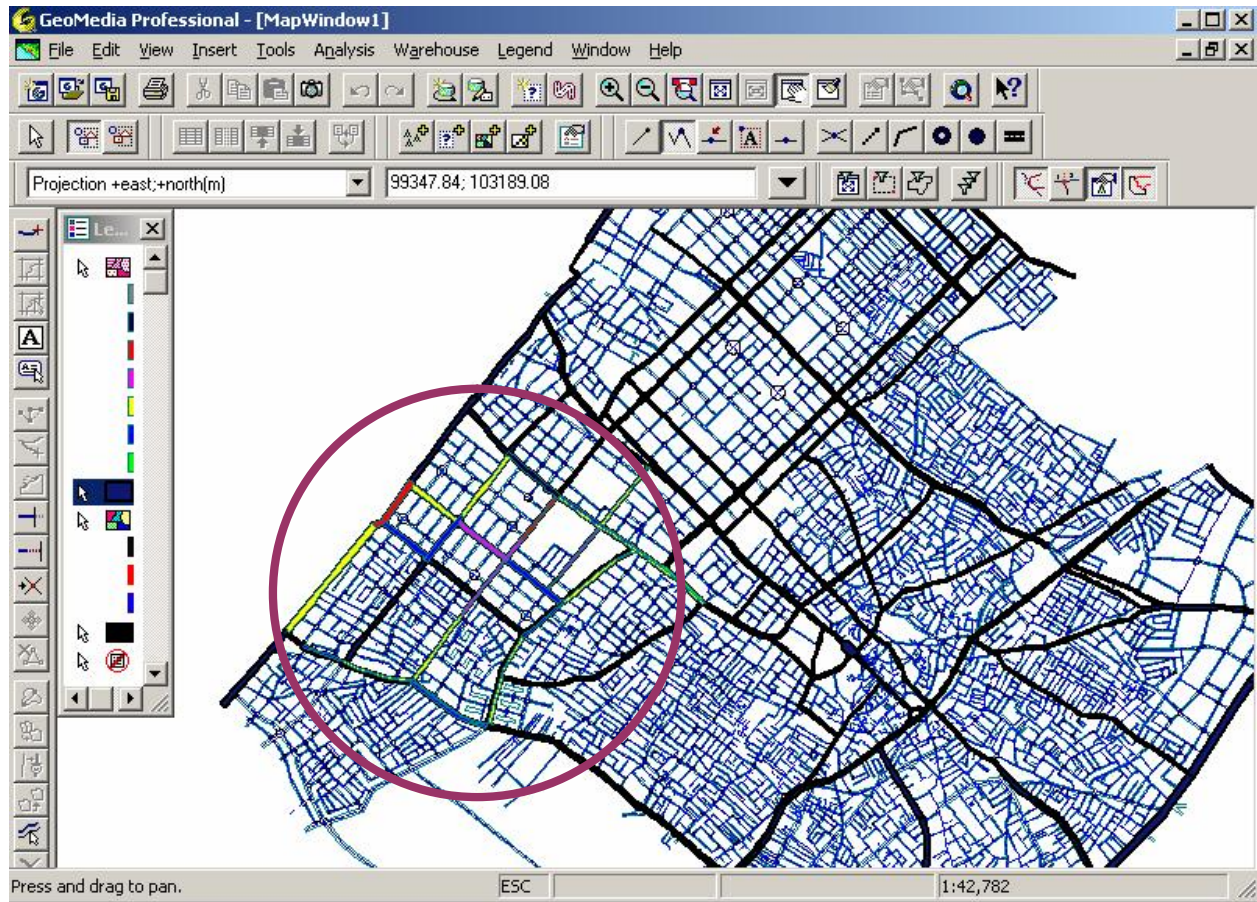 GeoMedia Professional - [MapWindow1]
File Edit View Insert Tools Analysis Warehouse Legend Window Help
Projection +east;+north(m) 99347.84; 103189.08
Le...
A
Press and drag to pan. ESC 1:42,782